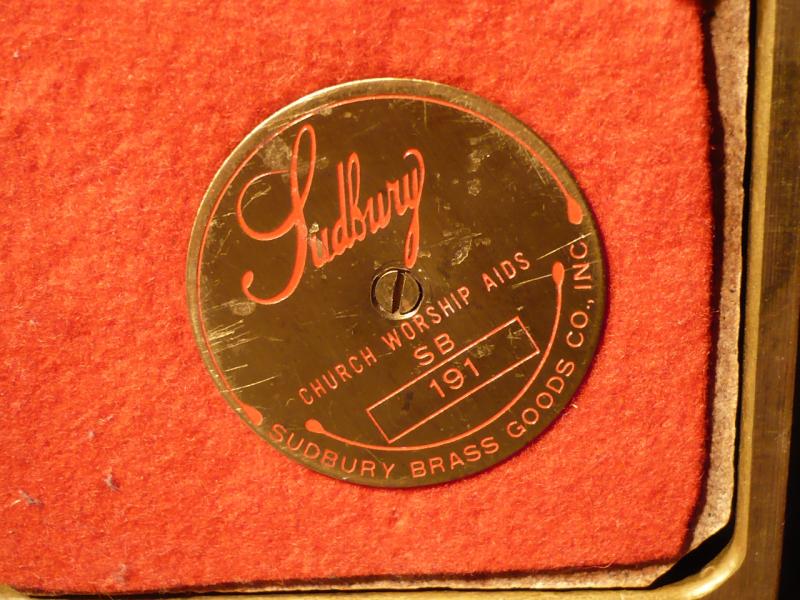 Sudbury
CHURCH WORSHIP AIDS
SB
191
SUDBURY BRASS GOODS CO., INC.